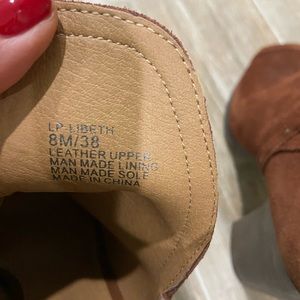 LP-LIBETH
8M/38
LEATHER UPPER
MAN MADE LINING
MAN MADE SOLE
MADE IN CHINA